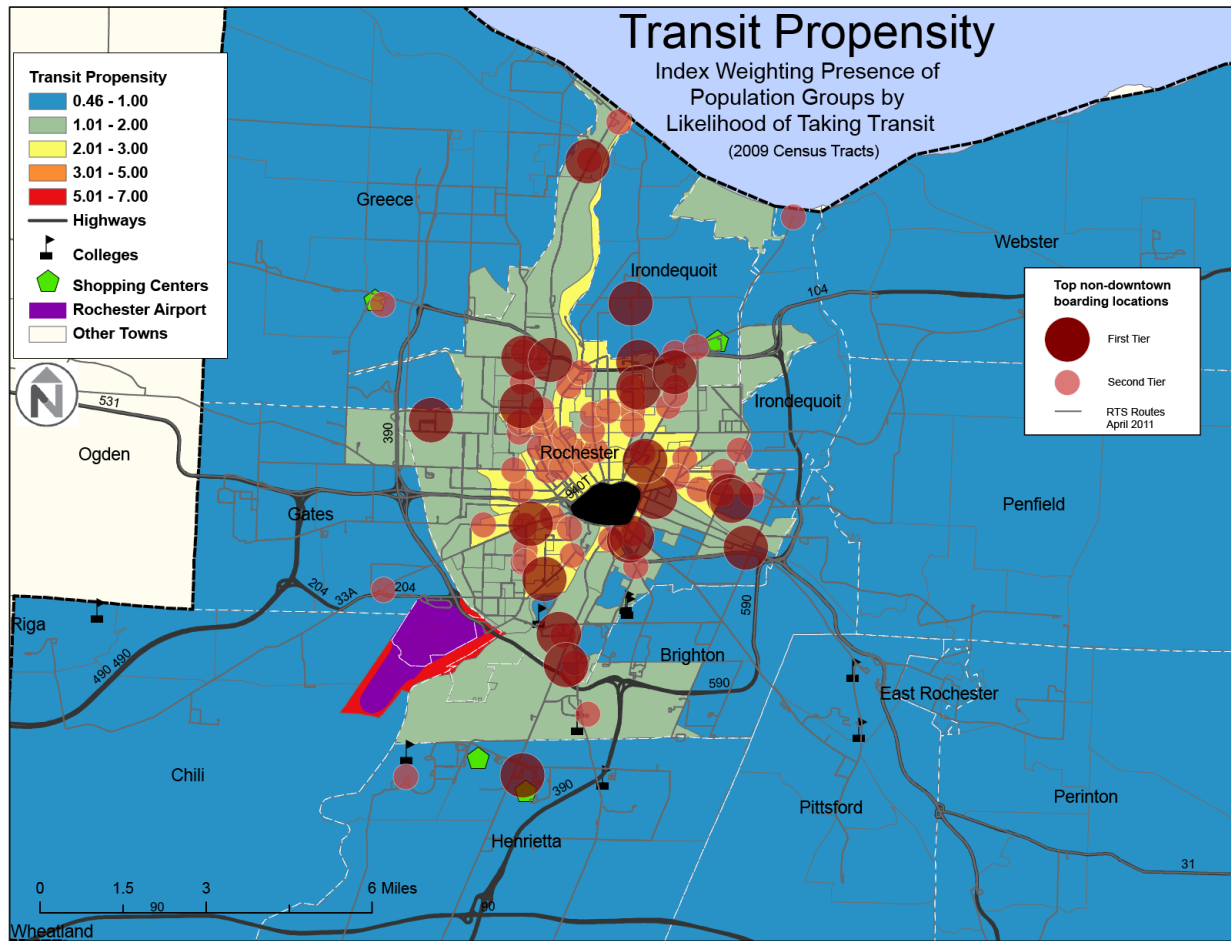 Transit Propensity
Index Weighting Presence of
Population Groups by
Likelihood of Taking Transit
(2009 Census Tracts)
Transit Propensity
0.46 - 1.00
1.01 - 2.00
2.01 - 3.00
3.01 - 5.00
5.01 - 7.00
Highways
Colleges
Shopping Centers
Rochester Airport
Other Towns
N
Top non-downtown
boarding locations
First Tier
Second Tier
RTS Routes
April 2011
Greece
Webster
Irondequoit
104
531
390
Irondequoit
Ogden
Rochester
940T
Penfield
Gates
204
33A
204
590
Riga
490
490
Brighton
590
East Rochester
Chili
390
Pittsford
Perinton
Henrietta
31
0
1.5
3
6 Miles
90
90
Wheatland